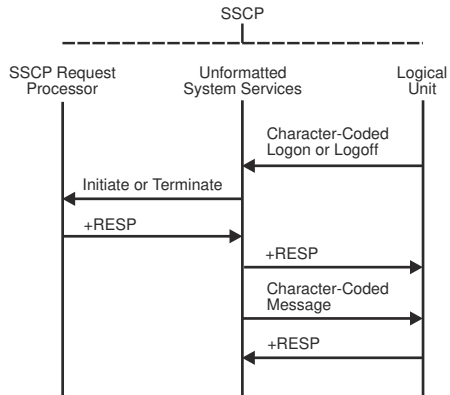 SSCP
SSCP Request
Processor
Unformatted
System Services
Logical
Unit
Character-Coded
Logon or Logoff
Initiate or Terminate
+RESP
+RESP
Character-Coded
Message
+RESP